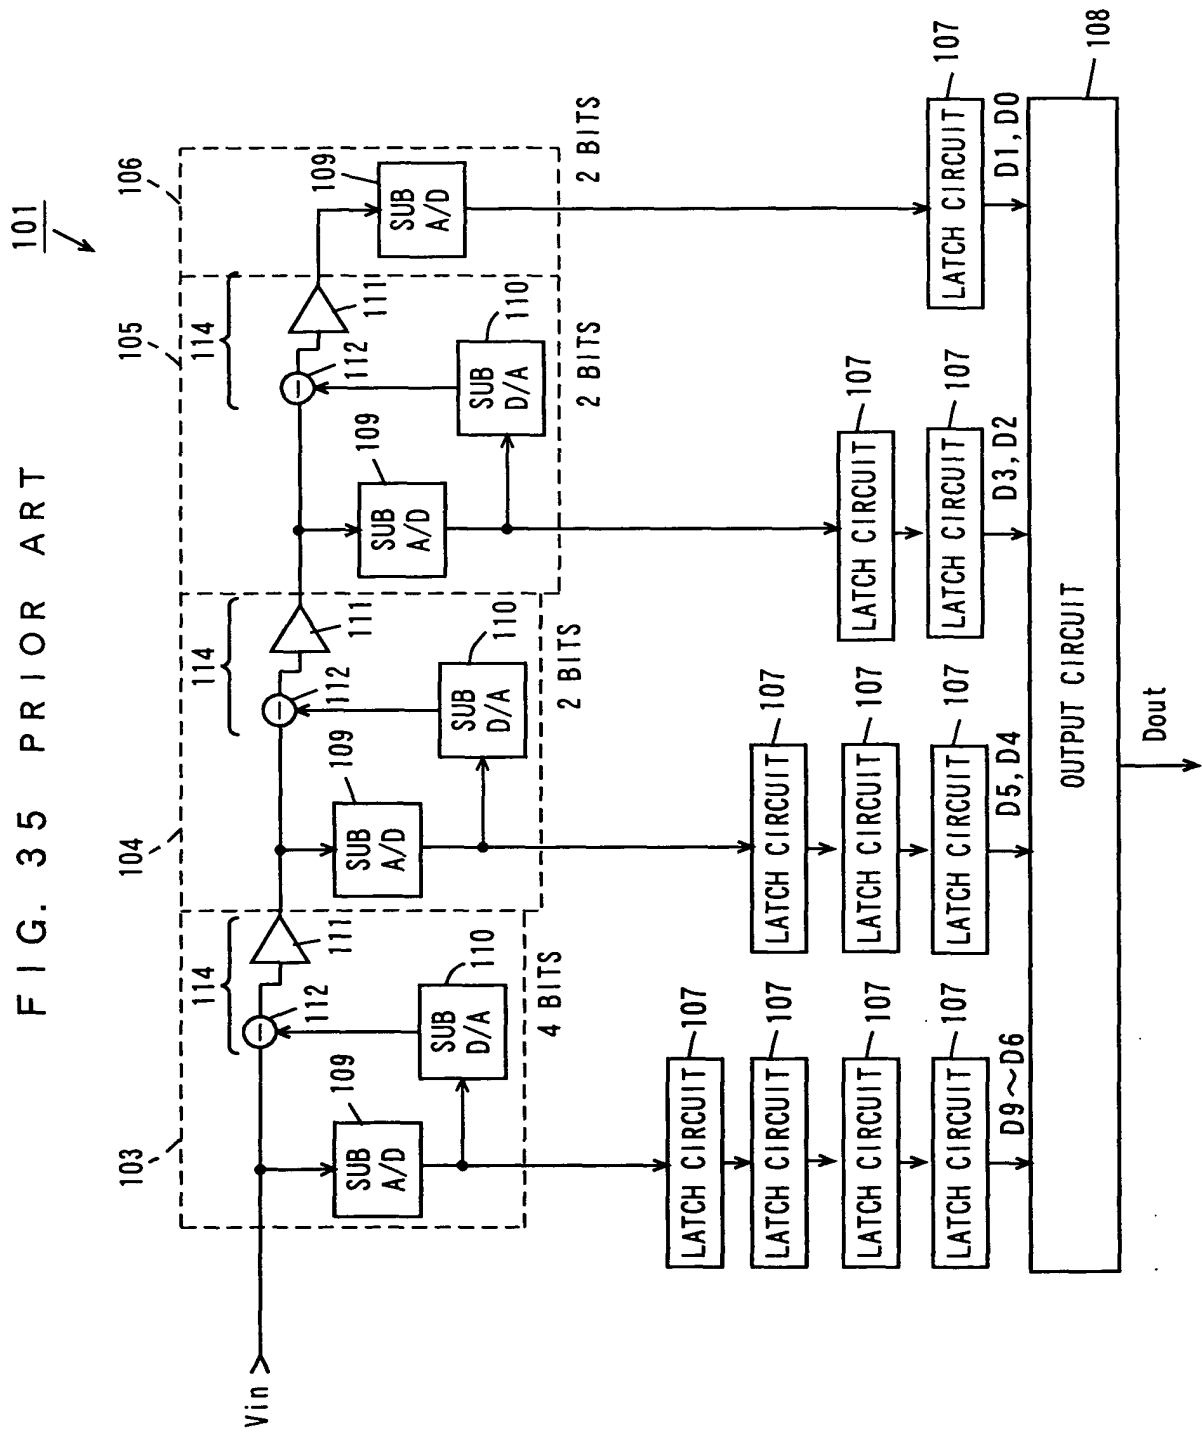 FIG. 35 PRIOR ART
101
103
104
105
106
114
114
114
Vin
112
111
112
111
112
111
109
SUB
A/D
109
SUB
A/D
109
SUB
A/D
109
SUB
A/D
110
SUB
D/A
110
SUB
D/A
110
SUB
D/A
4 BITS
2 BITS
2 BITS
2 BITS
107
LATCH CIRCUIT
107
LATCH CIRCUIT
107
LATCH CIRCUIT
107
LATCH CIRCUIT
107
LATCH CIRCUIT
107
LATCH CIRCUIT
107
LATCH CIRCUIT
107
LATCH CIRCUIT
107
LATCH CIRCUIT
107
LATCH CIRCUIT
D9~D6
D5,D4
D3,D2
D1,D0
OUTPUT CIRCUIT
108
Dout